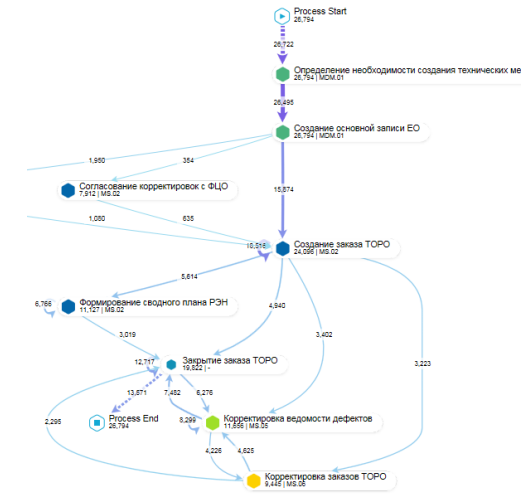 Process Start
26,794
26,722
Определение необходимости создания технических ме
26,794 | MDM.01
26,495
Создание основной записи ЕО
26,794 | MDM.01
1,950
354
15,874
Согласование корректировок с ФЦО
7,912 | MS.02
1,080
635
10,516
Создание заказа ТОРО
24,096 | MS.02
5,614
6,766
Формирование сводного плана РЭН
11,127 | MS.02
4,940
3,019
3,402
12,717
Закрытие заказа ТОРО
19,822 | -
3,223
13,871
7,482
6,276
2,295
Process End
26,794
8,299
Корректировка ведомости дефектов
11,656 | MS.05
4,226
4,625
Корректировка заказов ТОРО
9,445 | MS.06